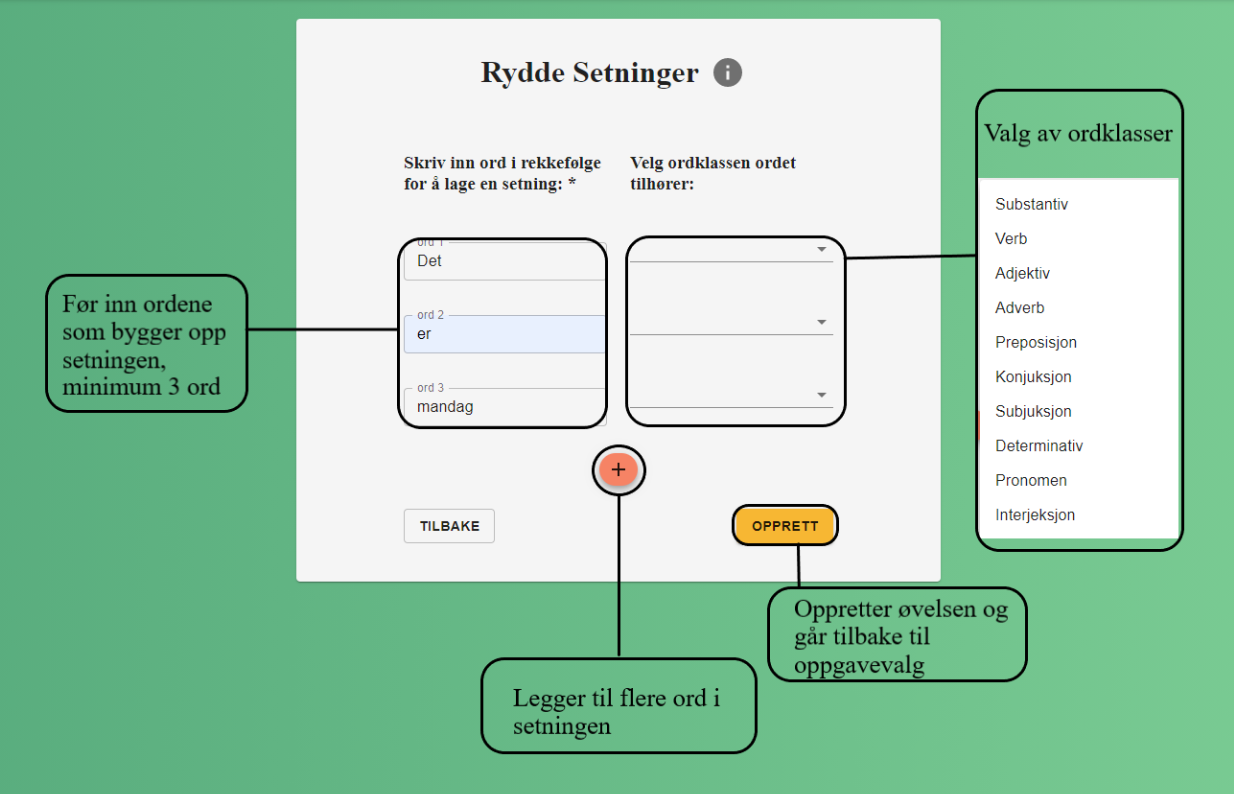 Rydde Setninger
Valg av ordklasser
Skriv inn ord i rekkefølge
for å lage en setning: *
Velg ordklassen ordet
tilhører:
Substantiv
Verb
Adjektiv
Adverb
Preposisjon
Konjuksjon
Subjuksjon
Determinativ
Pronomen
Interjeksjon
ord 1
Det
ord 2
er
ord 3
mandag
Før inn ordene
som bygger opp
setningen,
minimum 3 ord
+
TILBAKE
OPPRETT
Oppretter øvelsen og
går tilbake til
oppgavevalg
Legger til flere ord i
setningen